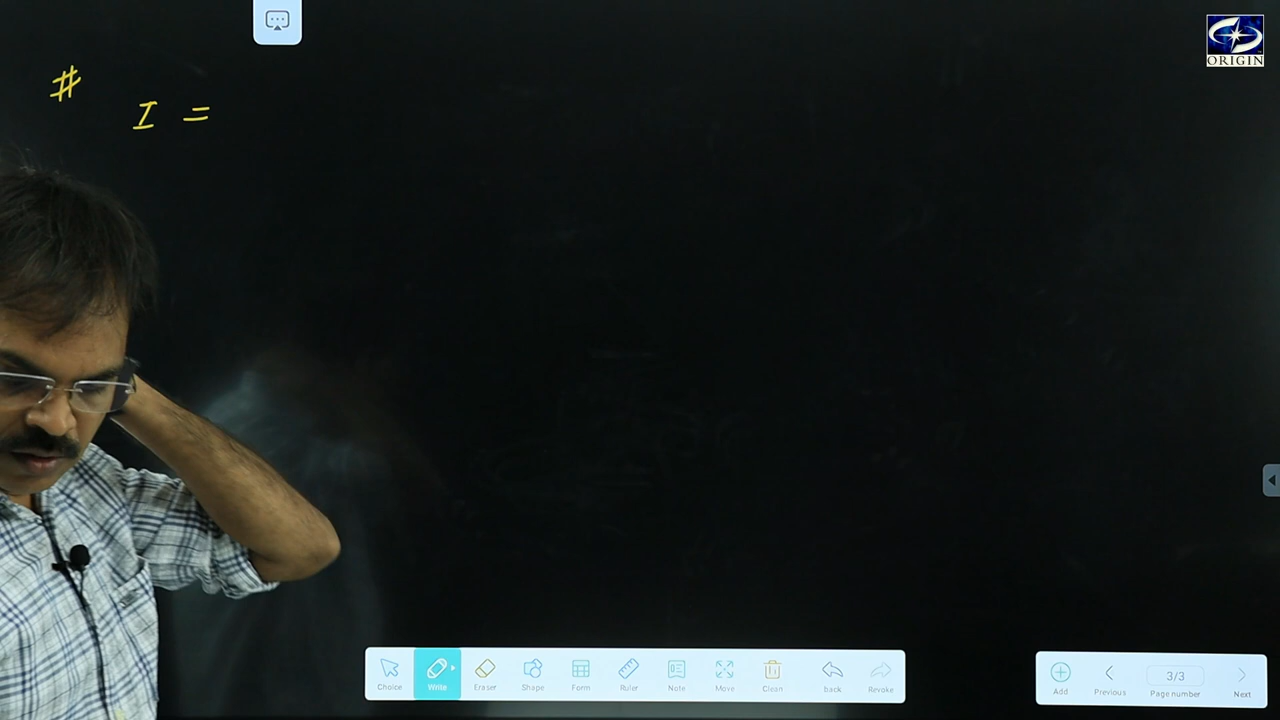 ORIGIN
#
I =
Choice
Write
Eraser
Shape
Form
Ruler
Note
Move
Clean
back
Revoke
Add
Previous
3/3
Page number
Next